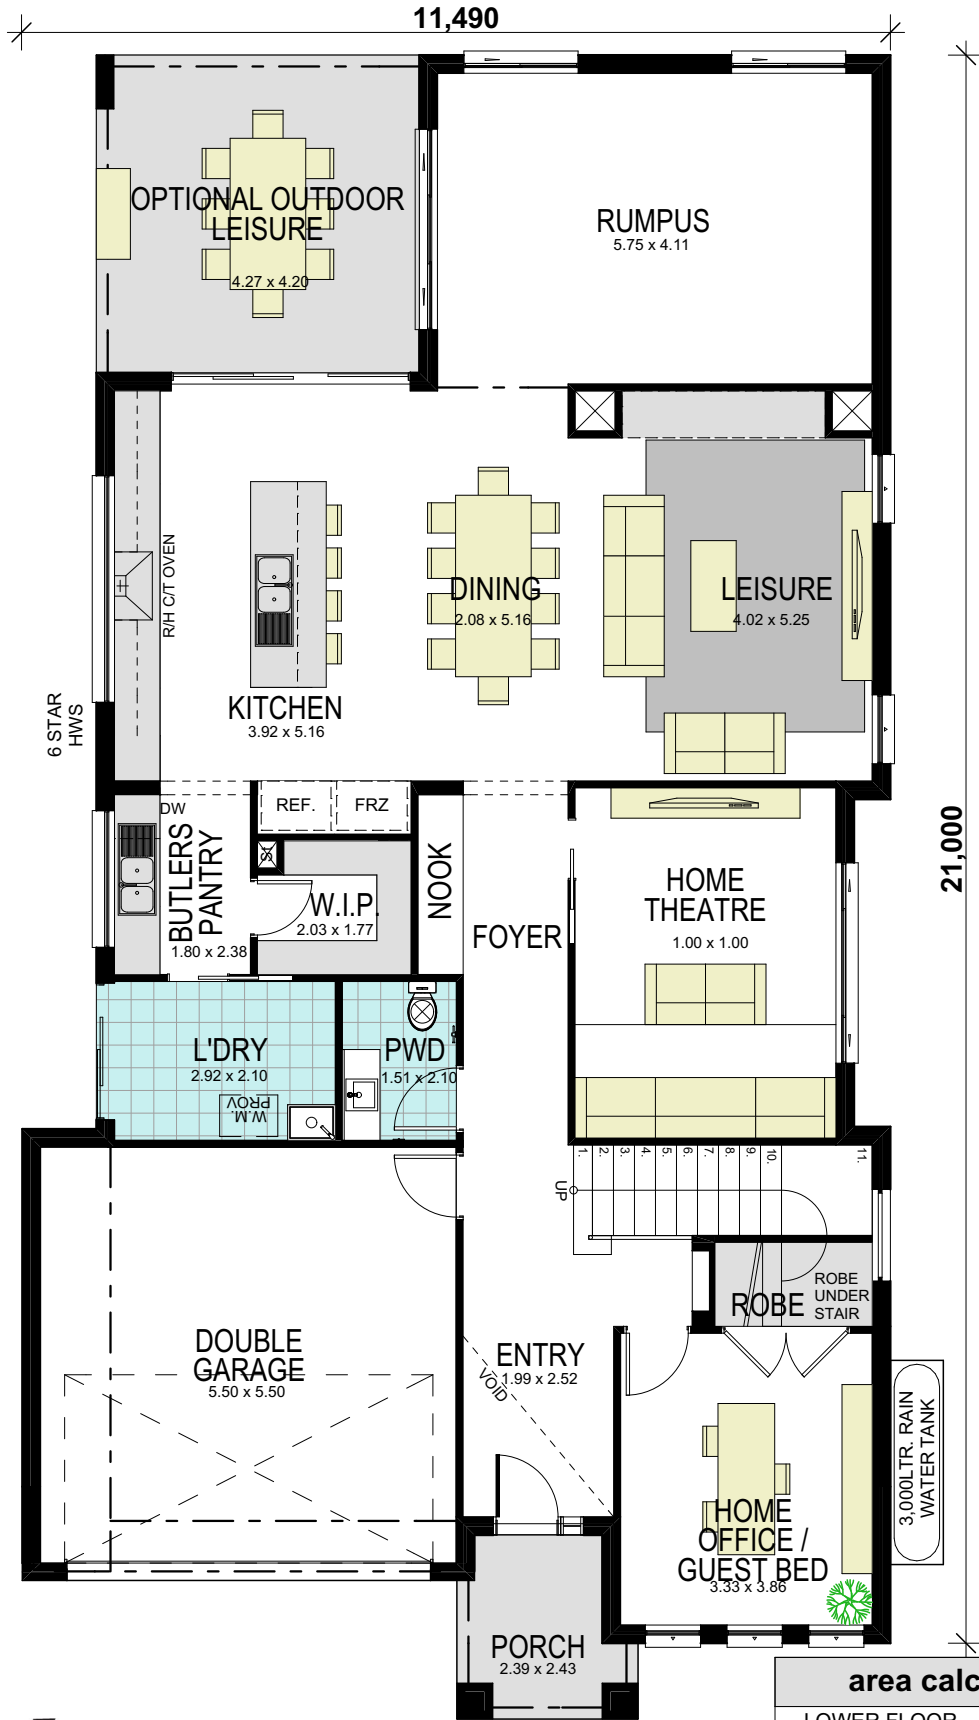 11,490
21,000
OPTIONAL OUTDOOR
LEISURE
4.27 x 4.20
RUMPUS
5.75 x 4.11
R/H C/T OVEN
DINING
2.08 x 5.16
LEISURE
4.02 x 5.25
KITCHEN
3.92 x 5.16
6 STAR
HWS
DW
REF.
FRZ
BUTLERS
PANTRY
1.80 x 2.38
W.I.P.
2.03 x 1.77
NOOK
FOYER
HOME
THEATRE
1.00 x 1.00
L'DRY
2.92 x 2.10
W.M.
PROV
PWD
1.51 x 2.10
UP
1.
2.
3.
4.
5.
6.
7.
8.
9.
10.
11.
ROBE
ROBE
UNDER
STAIR
DOUBLE
GARAGE
5.50 x 5.50
ENTRY
1.99 x 2.52
VOID
3,000LTR. RAIN
WATER TANK
HOME
OFFICE /
GUEST BED
3.33 x 3.86
PORCH
2.39 x 2.43
area calc
LOWER FLOOR